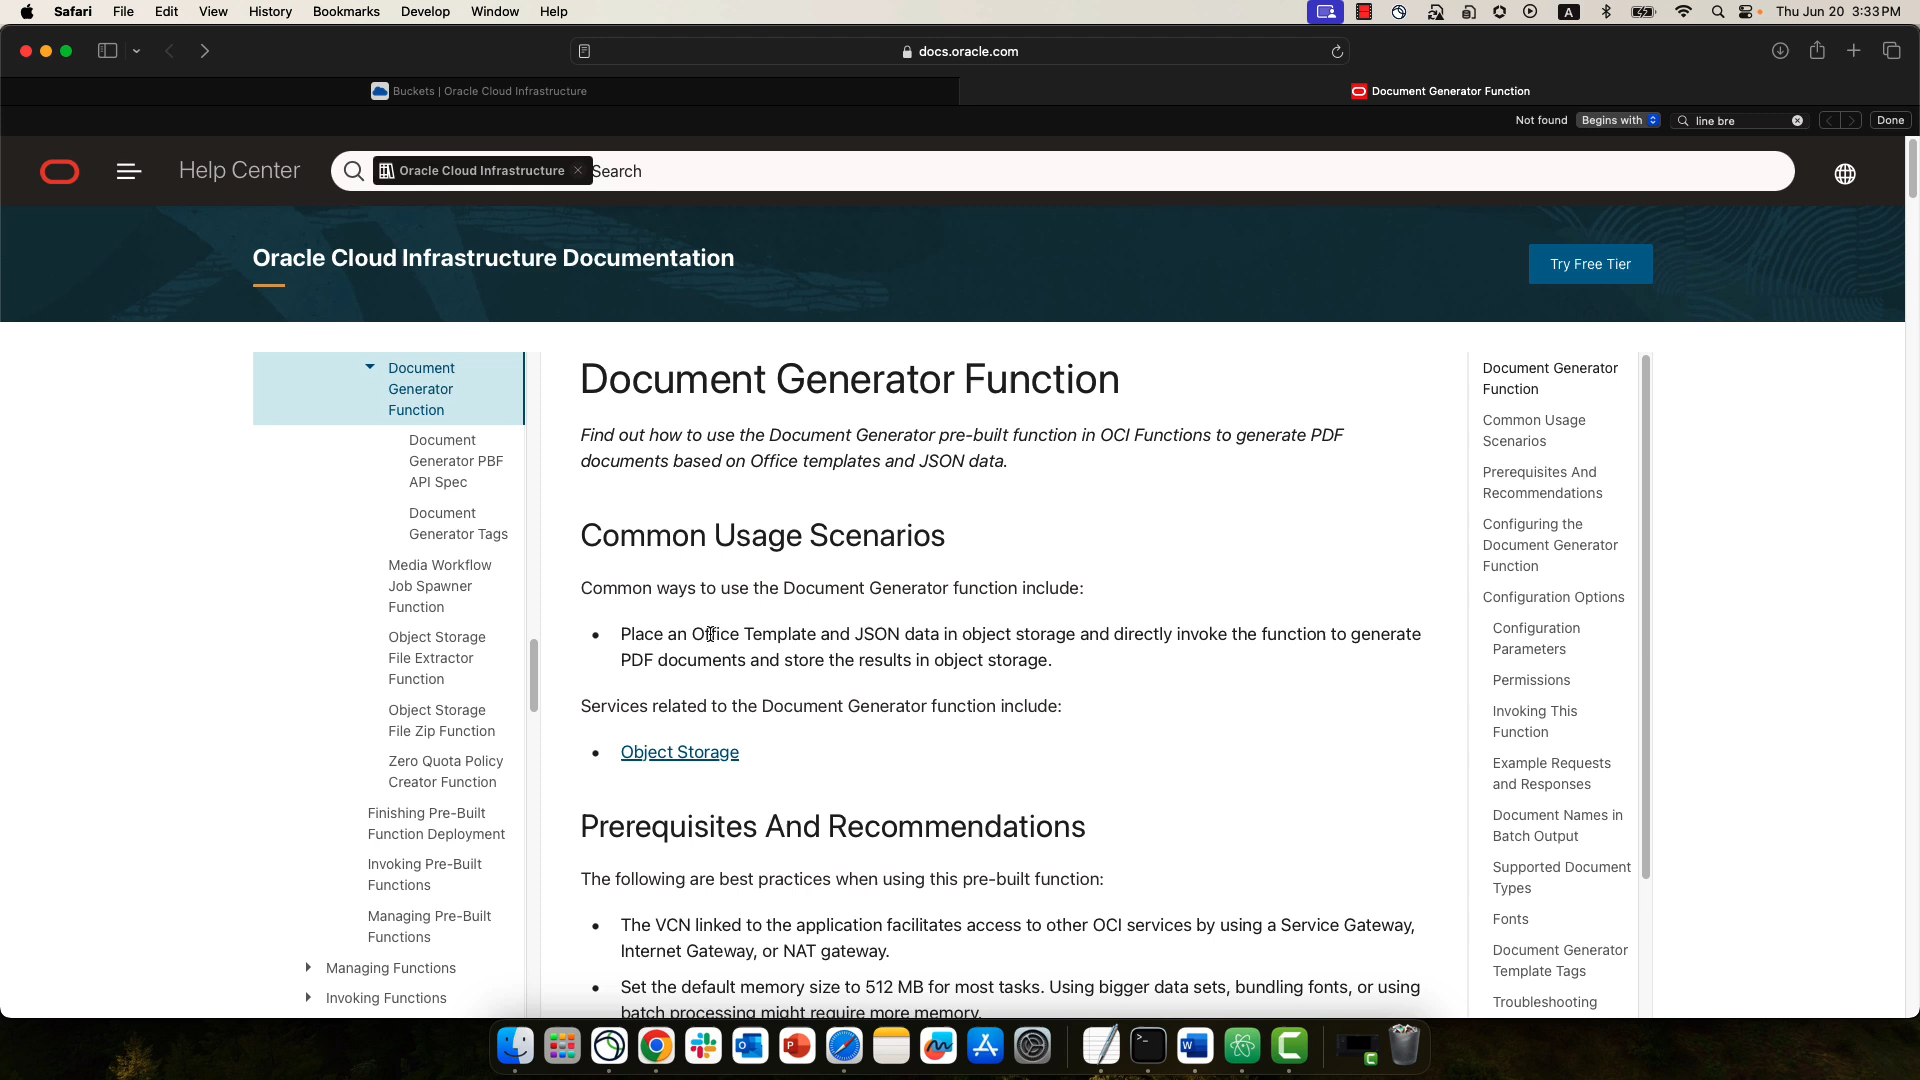 Safari File Edit View History Bookmarks Develop Window Help
A
Thu Jun 20 3:33 PM
docs.oracle.com
Buckets | Oracle Cloud Infrastructure
Document Generator Function
Not found Begins with line bre Done
Help Center
Oracle Cloud Infrastructure × Search
Oracle Cloud Infrastructure Documentation
Try Free Tier
Document
Generator
Function
Document
Generator PBF
API Spec
Document
Generator Tags
Media Workflow
Job Spawner
Function
Object Storage
File Extractor
Function
Object Storage
File Zip Function
Zero Quota Policy
Creator Function
Finishing Pre-Built
Function Deployment
Invoking Pre-Built
Functions
Managing Pre-Built
Functions
Managing Functions
Invoking Functions
Document Generator Function
Find out how to use the Document Generator pre-built function in OCI Functions to generate PDF
documents based on Office templates and JSON data.
Common Usage Scenarios
Common ways to use the Document Generator function include:
• Place an Office Template and JSON data in object storage and directly invoke the function to generate
PDF documents and store the results in object storage.
Services related to the Document Generator function include:
• Object Storage
Prerequisites And Recommendations
The following are best practices when using this pre-built function:
• The VCN linked to the application facilitates access to other OCI services by using a Service Gateway,
Internet Gateway, or NAT gateway.
• Set the default memory size to 512 MB for most tasks. Using bigger data sets, bundling fonts, or using
batch processing might require more memory.
Document Generator
Function
Common Usage
Scenarios
Prerequisites And
Recommendations
Configuring the
Document Generator
Function
Configuration Options
Configuration
Parameters
Permissions
Invoking This
Function
Example Requests
and Responses
Document Names in
Batch Output
Supported Document
Types
Fonts
Document Generator
Template Tags
Troubleshooting